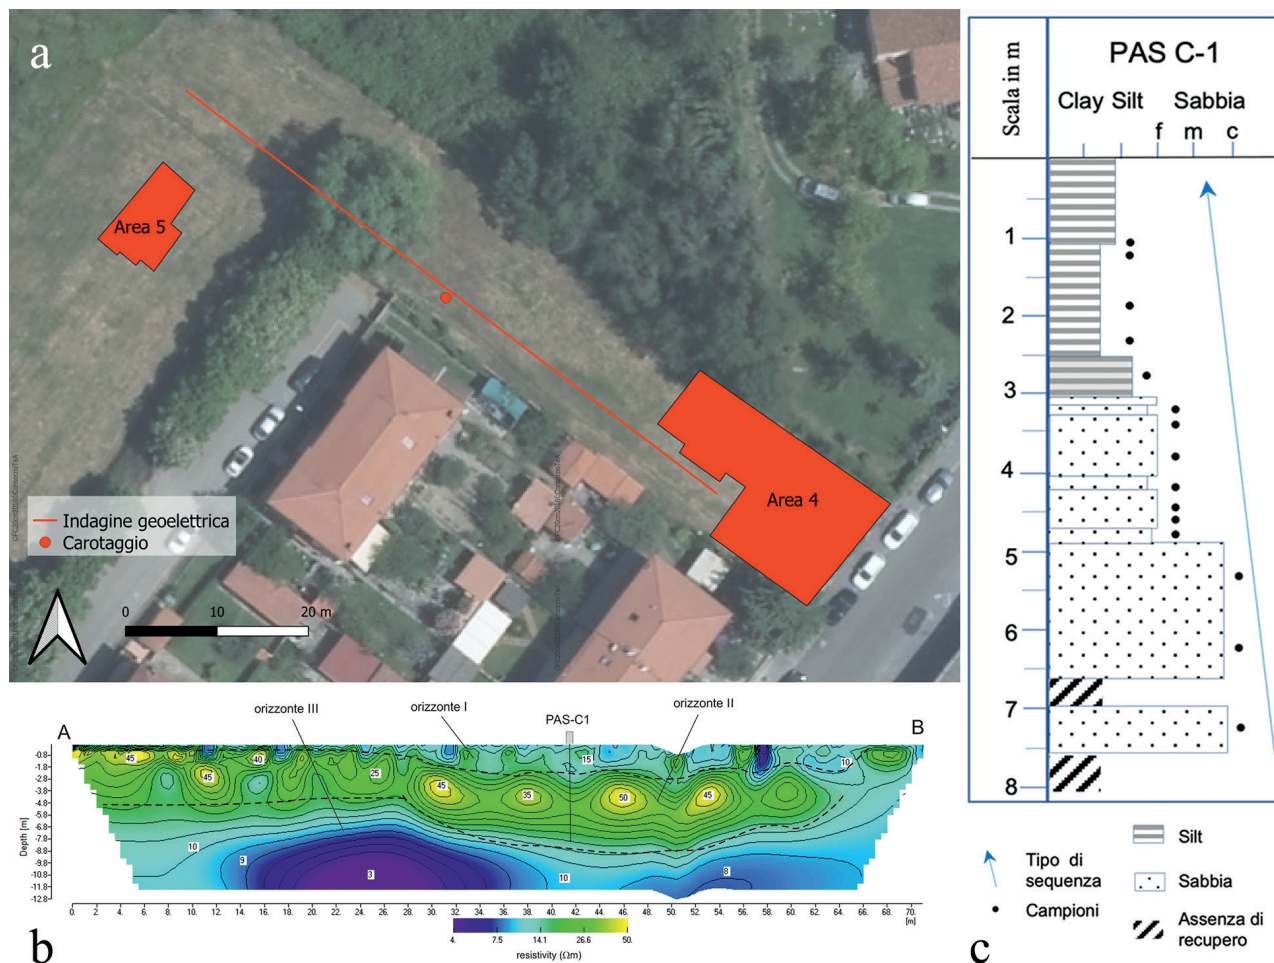 a
Area 5
Area 4
Indagine geoelettrica
Carotaggio
0 10 20 m
orizzonte III
orizzonte I
PAS-C1
orizzonte II
A
B
-0.8
-1.8
-2.8
-3.8
-4.8
-5.8
-6.8
-7.8
-8.8
-9.8
-10.8
-11.8
-12.8
Depth [m]
45
45
40
25
45
35
15
50
45
10
10
9
3
10
8
0. 2. 4. 6. 8. 10. 12. 14. 16. 18. 20. 22. 24. 26. 28. 30. 32. 34. 36. 38. 40. 42. 44. 46. 48. 50. 52. 54. 56. 58. 60. 62. 64. 66. 68. 70.
[m]
4. 7.5 14.1 26.6 50.
resistivity (Ωm)
b
Scala in m
PAS C-1
Clay Silt Sabbia
f m c
1
2
3
4
5
6
7
8
Tipo di
sequenza
Campioni
Silt
Sabbia
Assenza di
recupero
c